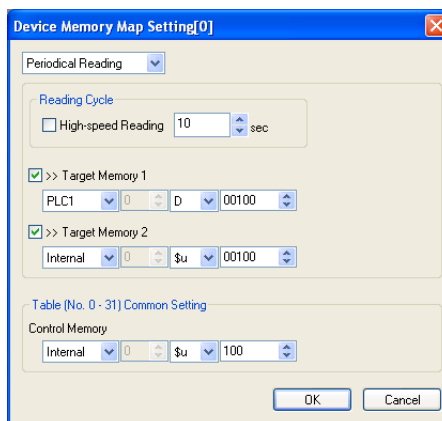 Device Memory Map Setting[0]
Periodical Reading
Reading Cycle
High-speed Reading 10 sec
>> Target Memory 1
PLC1 0 D 00100
>> Target Memory 2
Internal 0 $u 00100
Table (No. 0 - 31) Common Setting
Control Memory
Internal 0 $u 100
OK Cancel